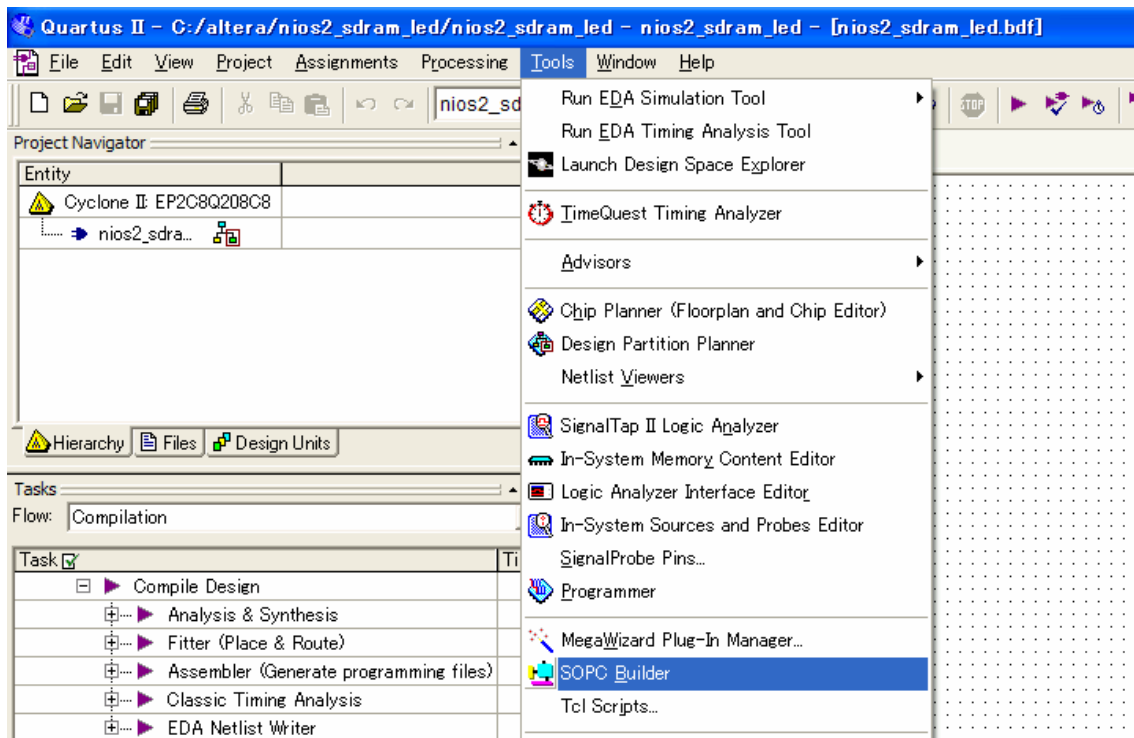 Quartus II - C:/altera/nios2_sdram_led/nios2_sdram_led - nios2_sdram_led - [nios2_sdram_led.bdf]
File Edit View Project Assignments Processing Tools Window Help
nios2_sd
STOP
Project Navigator
Entity
Cyclone II: EP2C8Q208C8
nios2_sdra...
Hierarchy Files Design Units
Tasks
Flow: Compilation
Task Ti
Compile Design
Analysis & Synthesis
Fitter (Place & Route)
Assembler (Generate programming files)
Classic Timing Analysis
EDA Netlist Writer
Run EDA Simulation Tool
Run EDA Timing Analysis Tool
Launch Design Space Explorer
TimeQuest Timing Analyzer
Advisors
Chip Planner (Floorplan and Chip Editor)
Design Partition Planner
Netlist Viewers
SignalTap II Logic Analyzer
In-System Memory Content Editor
Logic Analyzer Interface Editor
In-System Sources and Probes Editor
SignalProbe Pins...
Programmer
MegaWizard Plug-In Manager...
SOPC Builder
Tcl Scripts...